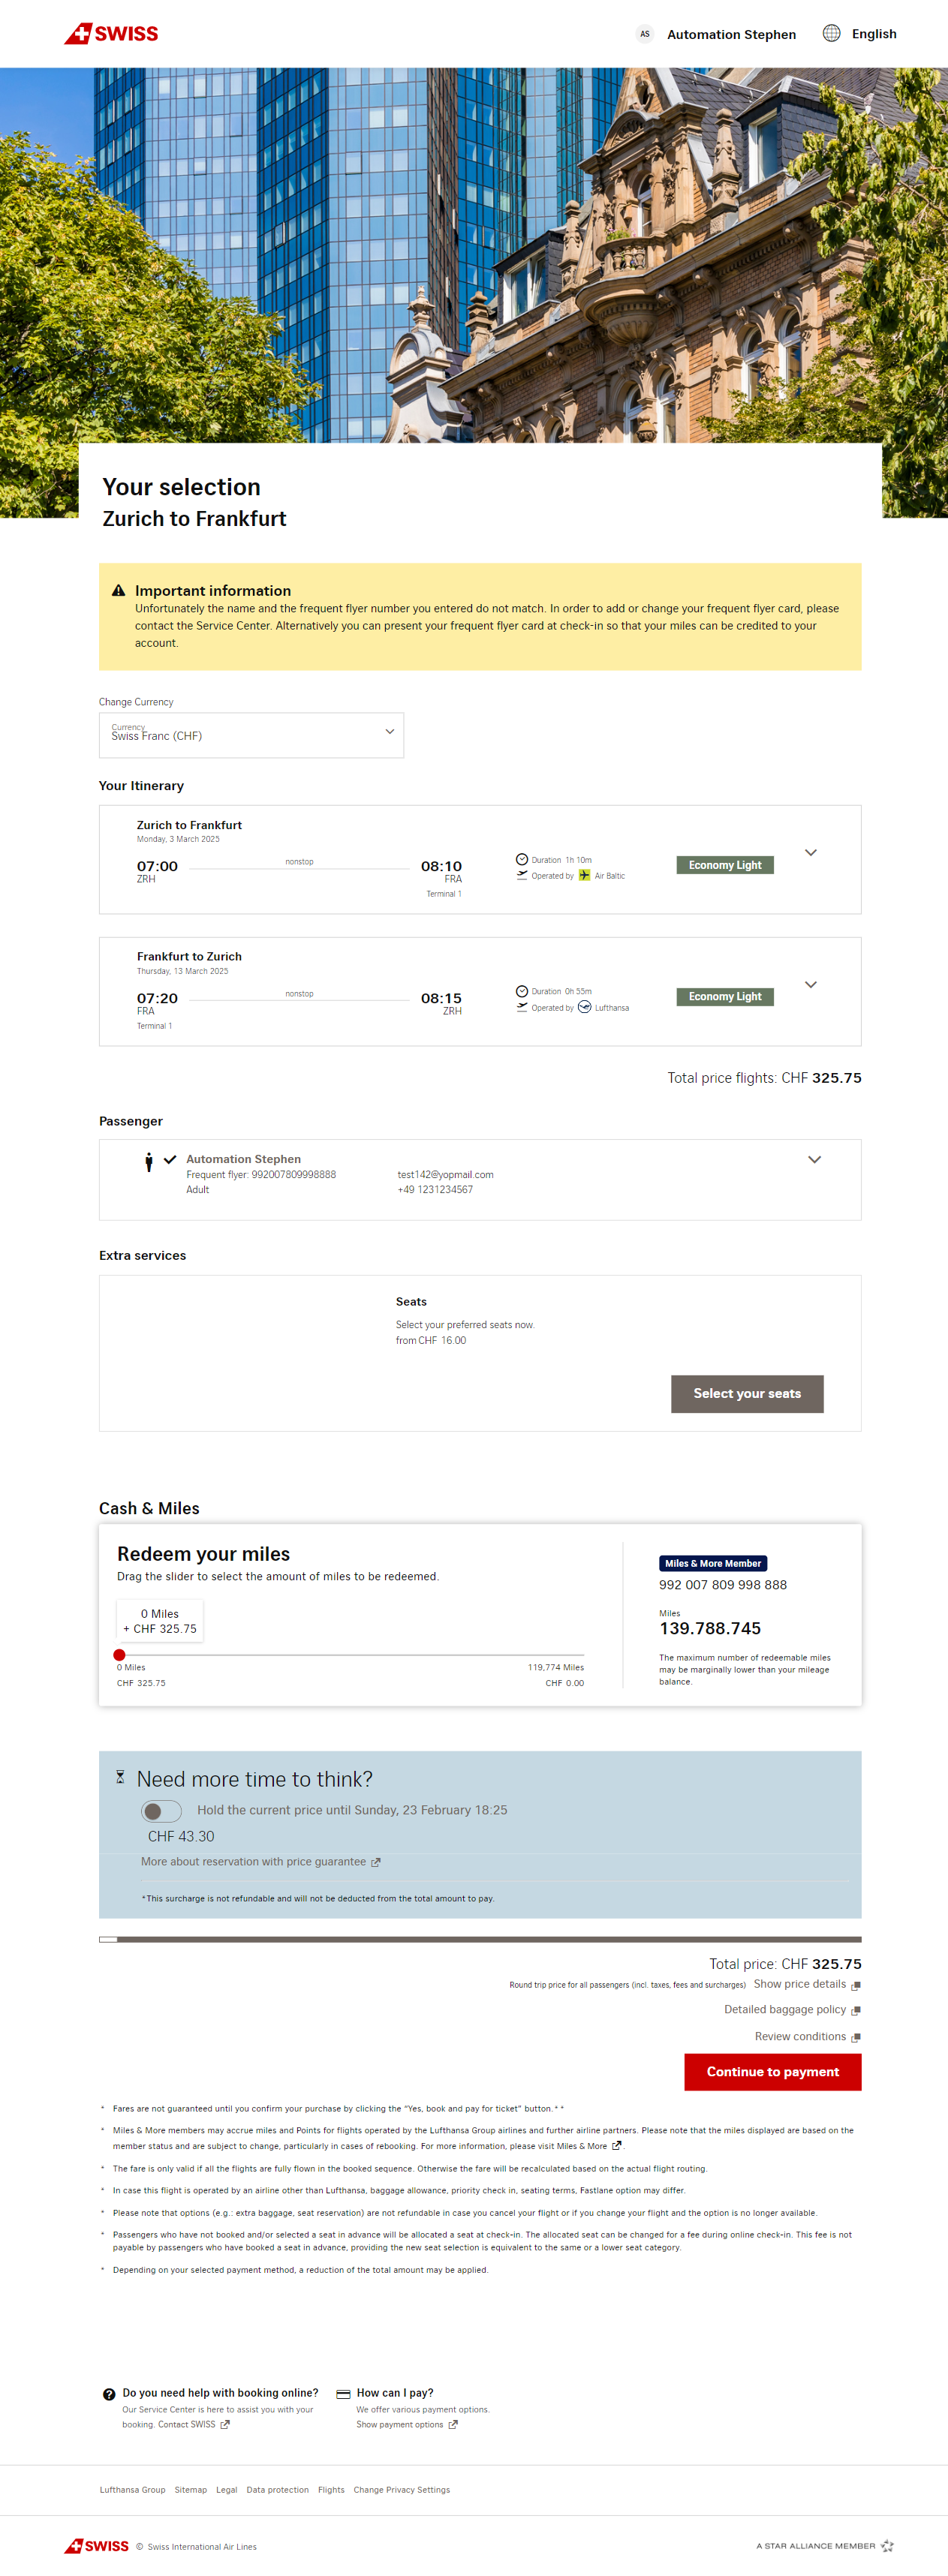 SWISS
AS Automation Stephen English
Your selection
Zurich to Frankfurt
Important information
Unfortunately the name and the frequent flyer number you entered do not match. In order to add or change your frequent flyer card, please
contact the Service Center. Alternatively you can present your frequent flyer card at check-in so that your miles can be credited to your
account.
Change Currency
Currency
Swiss Franc (CHF)
Your Itinerary
Zurich to Frankfurt
Monday, 3 March 2025
07:00 nonstop 08:10
ZRH FRA
Terminal 1
Duration 1h 10m
Operated by Air Baltic
Economy Light
Frankfurt to Zurich
Thursday, 13 March 2025
07:20 nonstop 08:15
FRA ZRH
Terminal 1
Duration 0h 55m
Operated by Lufthansa
Economy Light
Total price flights: CHF 325.75
Passenger
Automation Stephen
Frequent flyer: 992007809998888 test142@yopmail.com
Adult +49 1231234567
Extra services
Seats
Select your preferred seats now.
from CHF 16.00
Select your seats
Cash & Miles
Redeem your miles
Drag the slider to select the amount of miles to be redeemed.
0 Miles
+ CHF 325.75
0 Miles 119,774 Miles
CHF 325.75 CHF 0.00
Miles & More Member
992 007 809 998 888
Miles
139.788.745
The maximum number of redeemable miles
may be marginally lower than your mileage
balance.
Need more time to think?
Hold the current price until Sunday, 23 February 18:25
CHF 43.30
More about reservation with price guarantee
*This surcharge is not refundable and will not be deducted from the total amount to pay.
Total price: CHF 325.75
Round trip price for all passengers (incl. taxes, fees and surcharges) Show price details
Detailed baggage policy
Review conditions
Continue to payment
* Fares are not guaranteed until you confirm your purchase by clicking the “Yes, book and pay for ticket” button.**
* Miles & More members may accrue miles and Points for flights operated by the Lufthansa Group airlines and further airline partners. Please note that the miles displayed are based on the
member status and are subject to change, particularly in cases of rebooking. For more information, please visit Miles & More .
* The fare is only valid if all the flights are fully flown in the booked sequence. Otherwise the fare will be recalculated based on the actual flight routing.
* In case this flight is operated by an airline other than Lufthansa, baggage allowance, priority check in, seating terms, Fastlane option may differ.
* Please note that options (e.g.: extra baggage, seat reservation) are not refundable in case you cancel your flight or if you change your flight and the option is no longer available.
* Passengers who have not booked and/or selected a seat in advance will be allocated a seat at check-in. The allocated seat can be changed for a fee during online check-in. This fee is not
payable by passengers who have booked a seat in advance, providing the new seat selection is equivalent to the same or a lower seat category.
* Depending on your selected payment method, a reduction of the total amount may be applied.
Do you need help with booking online?
Our Service Center is here to assist you with your
booking. Contact SWISS
How can I pay?
We offer various payment options.
Show payment options
Lufthansa Group Sitemap Legal Data protection Flights Change Privacy Settings
SWISS © Swiss International Air Lines
A STAR ALLIANCE MEMBER